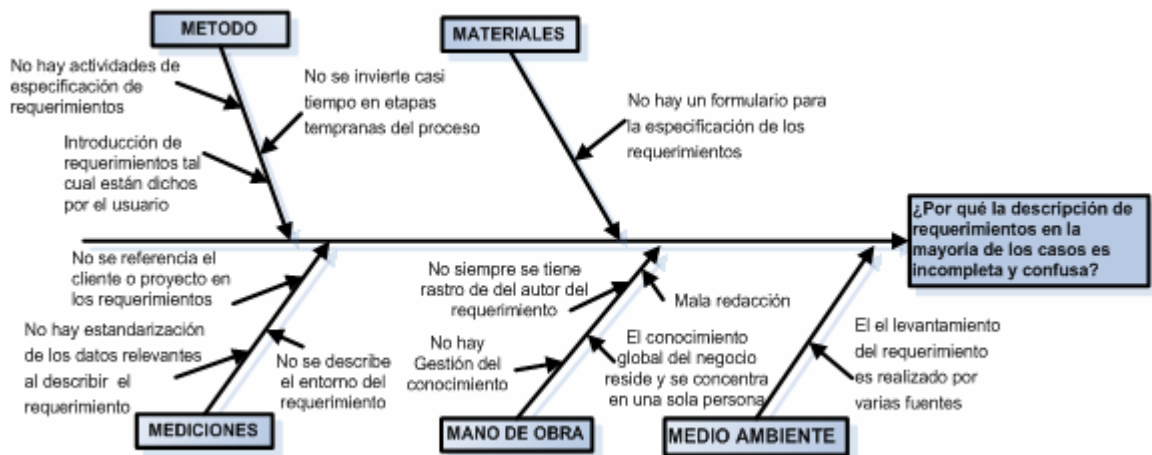 METODO
MATERIALES
No hay actividades de
especificación de
requerimientos
No se invierte casi
tiempo en etapas
tempranas del proceso
Introducción de
requerimientos tal
cual están dichos
por el usuario
No hay un formulario para
la especificación de los
requerimientos
¿Por qué la descripción de
requerimientos en la
mayoría de los casos es
incompleta y confusa?
No se referencia el
cliente o proyecto en
los requerimientos
No hay estandarización
de los datos relevantes
al describir el
requerimiento
No se describe
el entorno del
requerimiento
No siempre se tiene
rastro de del autor del
requerimiento
Mala redacción
No hay
Gestión del
conocimiento
El conocimiento
global del negocio
reside y se concentra
en una sola persona
El el levantamiento
del requerimiento
es realizado por
varias fuentes
MEDICIONES
MANO DE OBRA
MEDIO AMBIENTE